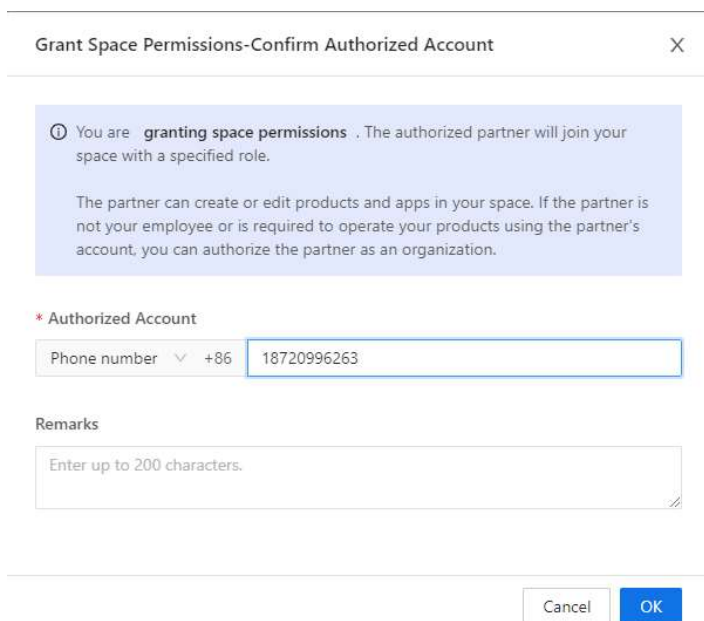 Grant Space Permissions-Confirm Authorized Account
You are granting space permissions . The authorized partner will join your
space with a specified role.
The partner can create or edit products and apps in your space. If the partner is
not your employee or is required to operate your products using the partner's
account, you can authorize the partner as an organization.
* Authorized Account
Phone number +86 18720996263
Remarks
Enter up to 200 characters.
Cancel OK